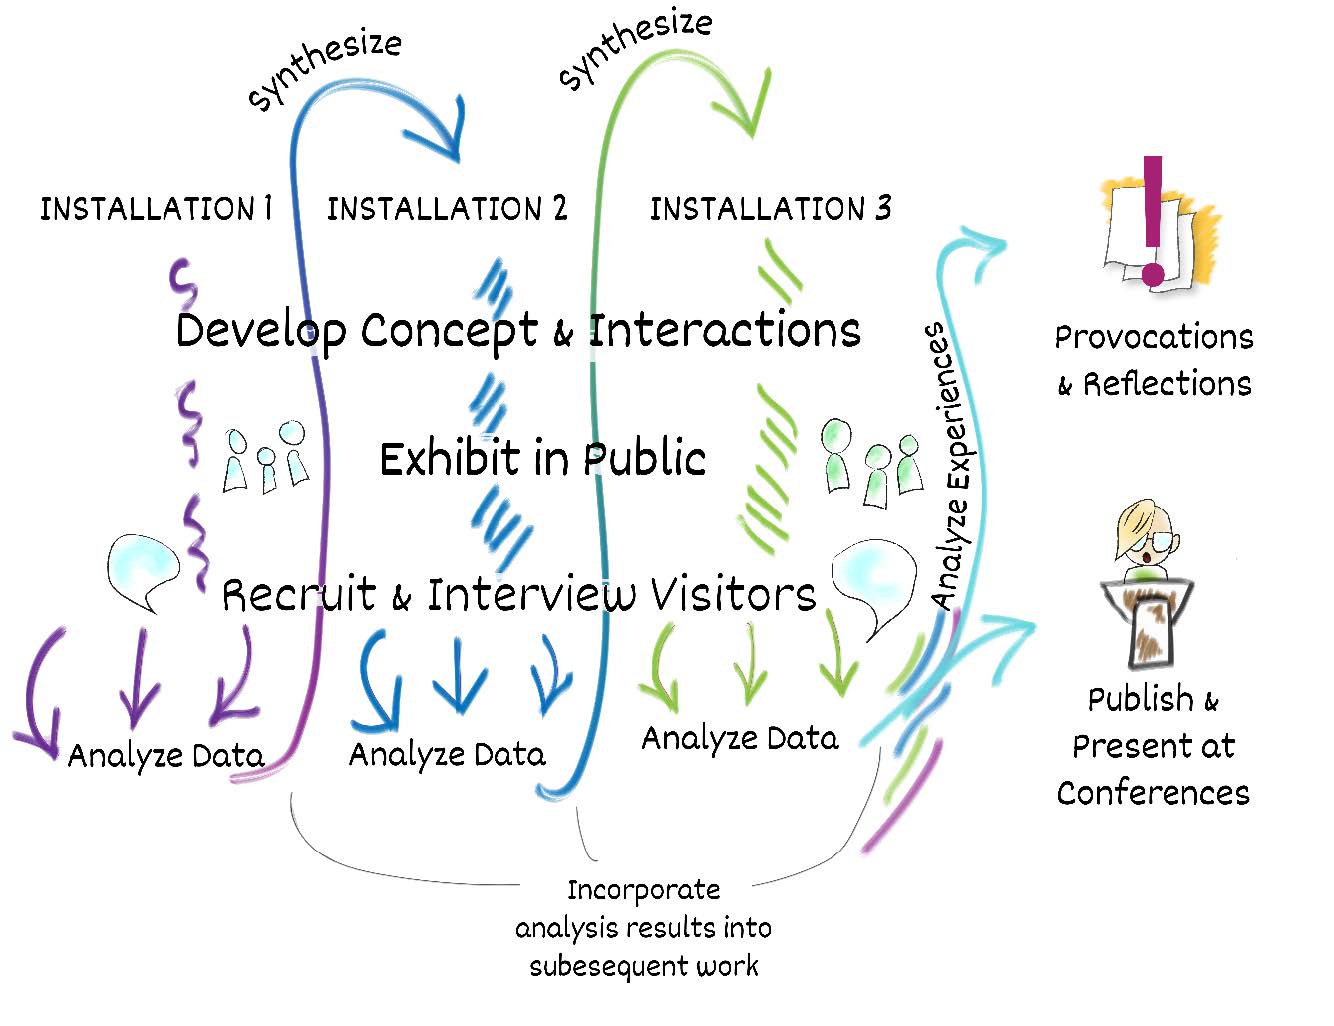 synthesize
synthesize
INSTALLATION 1
INSTALLATION 2
INSTALLATION 3
Develop Concept & Interactions
Exhibit in Public
Recruit & Interview Visitors
Analyze Data
Analyze Data
Analyze Data
Incorporate
analysis results into
subesequent work
Analyze Experiences
Provocations
& Reflections
Publish &
Present at
Conferences